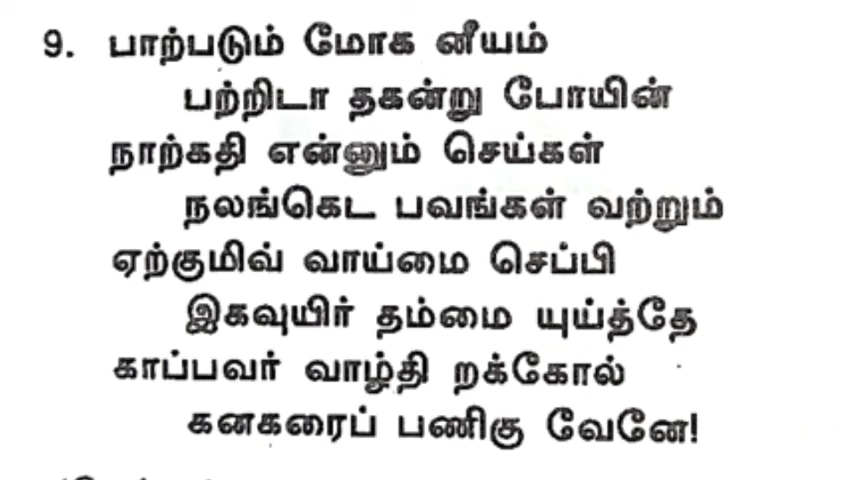 9. பாற்படும் மோக னீயம்
பற்றிடா தகன்று போயின்
நாற்கதி என்னும் செய்கள்
நலங்கெட பவங்கள் வற்றும்
ஏற்குமிவ் வாய்மை செப்பி
இகவுயிர் தம்மை யுய்த்தே
காப்பவர் வாழ்தி றக்கோல்
கனகரைப் பணிகு வேனே!